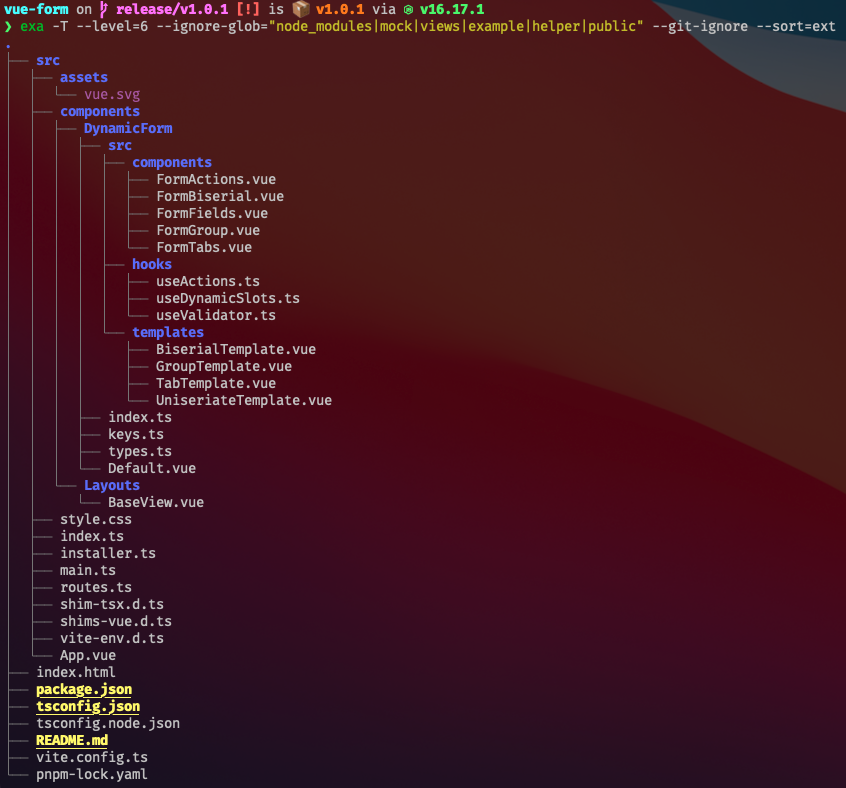 vue-form on release/v1.0.1 [!] is 📦 v1.0.1 via v16.17.1
❯ exa -T --level=6 --ignore-glob="node_modules|mock|views|example|helper|public" --git-ignore --sort=ext
.
├── src
│  ├── assets
│  │  └── vue.svg
│  ├── components
│  │  ├── DynamicForm
│  │  │  ├── src
│  │  │  │  ├── components
│  │  │  │  │  ├── FormActions.vue
│  │  │  │  │  ├── FormBiserial.vue
│  │  │  │  │  ├── FormFields.vue
│  │  │  │  │  ├── FormGroup.vue
│  │  │  │  │  └── FormTabs.vue
│  │  │  │  ├── hooks
│  │  │  │  │  ├── useActions.ts
│  │  │  │  │  ├── useDynamicSlots.ts
│  │  │  │  │  └── useValidator.ts
│  │  │  │  └── templates
│  │  │  │     ├── BiserialTemplate.vue
│  │  │  │     ├── GroupTemplate.vue
│  │  │  │     ├── TabTemplate.vue
│  │  │  │     └── UniseriateTemplate.vue
│  │  │  ├── index.ts
│  │  │  ├── keys.ts
│  │  │  ├── types.ts
│  │  │  └── Default.vue
│  │  └── Layouts
│  │     └── BaseView.vue
│  ├── style.css
│  ├── index.ts
│  ├── installer.ts
│  ├── main.ts
│  ├── routes.ts
│  ├── shim-tsx.d.ts
│  ├── shims-vue.d.ts
│  ├── vite-env.d.ts
│  └── App.vue
├── index.html
├── package.json
├── tsconfig.json
├── tsconfig.node.json
├── README.md
├── vite.config.ts
└── pnpm-lock.yaml